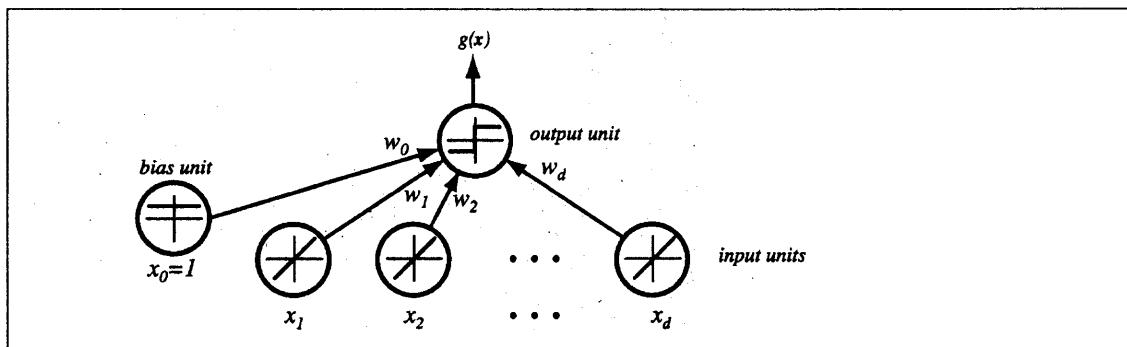 g(x)
output unit
w0
wd
bias unit
w1
w2
input units
x0=1
. . .
x1
x2
. . .
xd